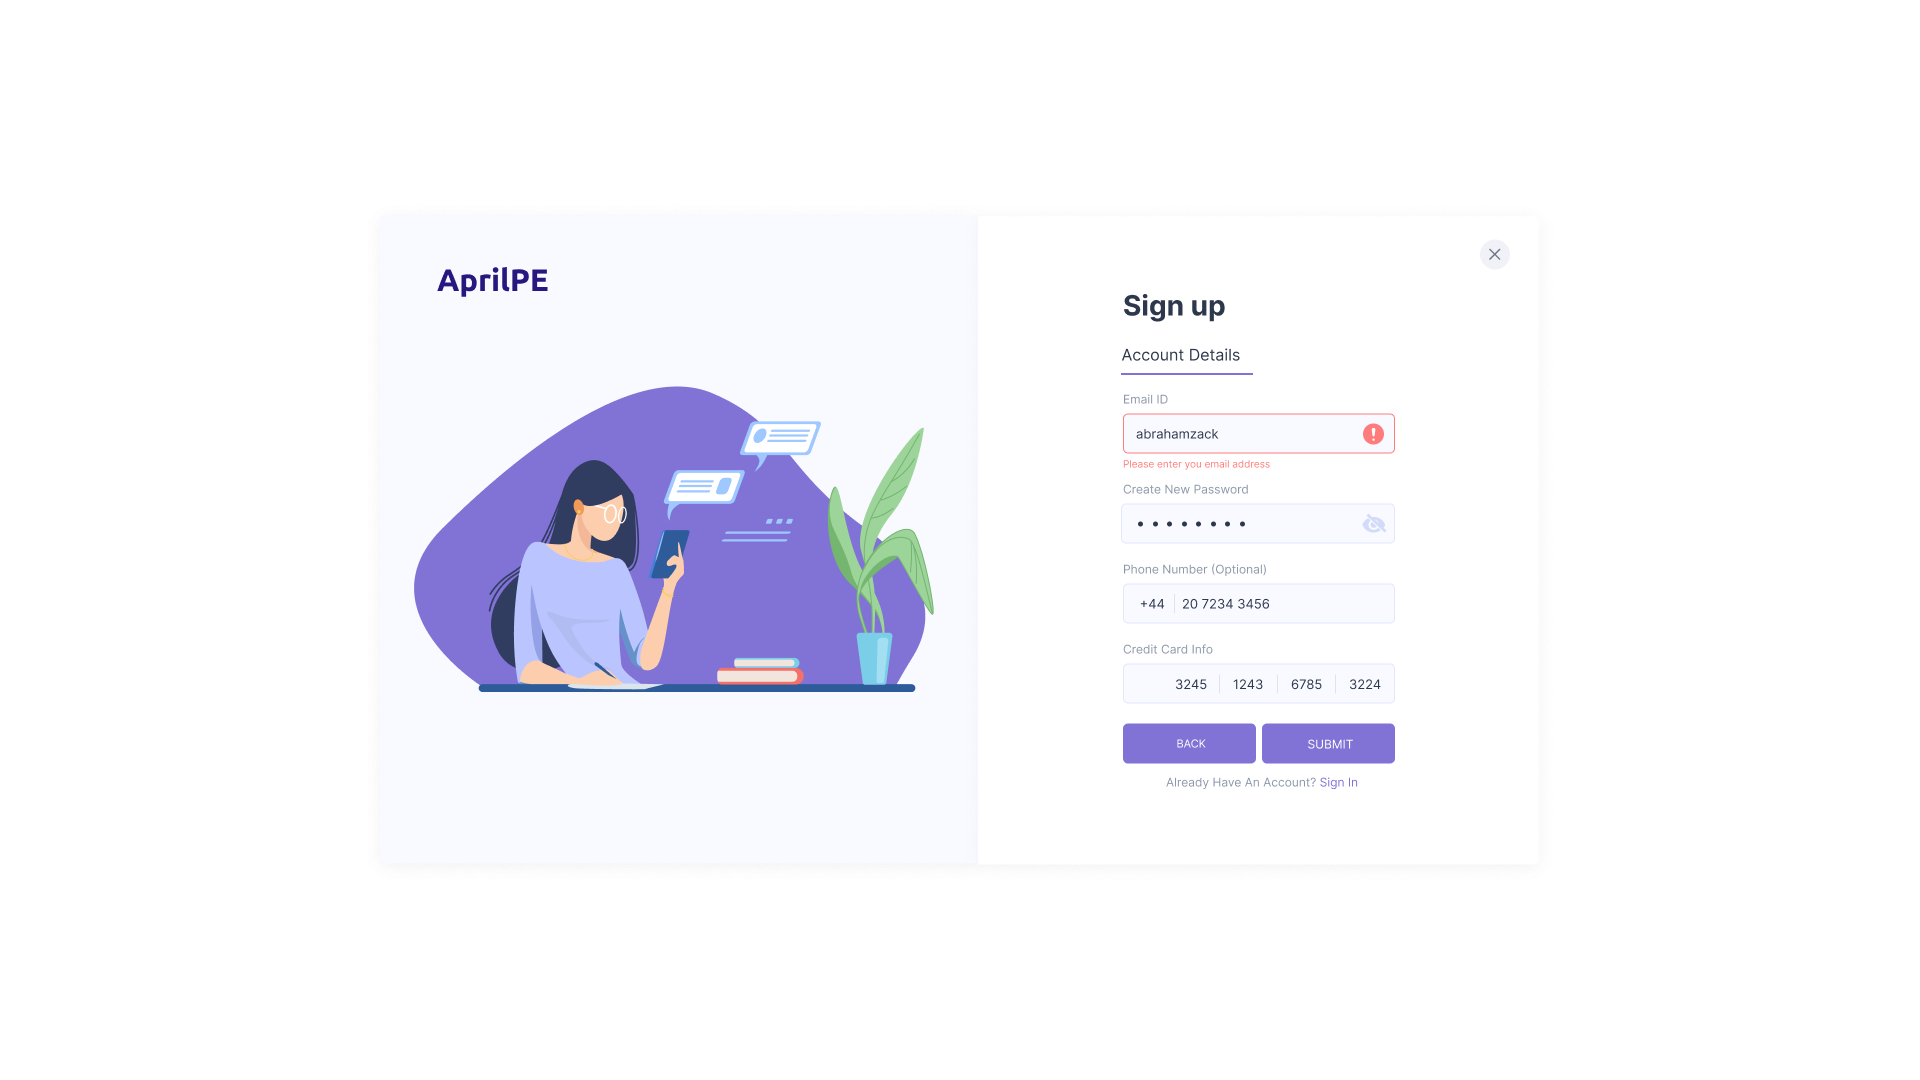 AprilPE
Sign up
Account Details
Email ID
abrahamzack
Please enter you email address
Create New Password
Phone Number (Optional)
+44 20 7234 3456
Credit Card Info
3245 1243 6785 3224
BACK SUBMIT
Already Have An Account? Sign In